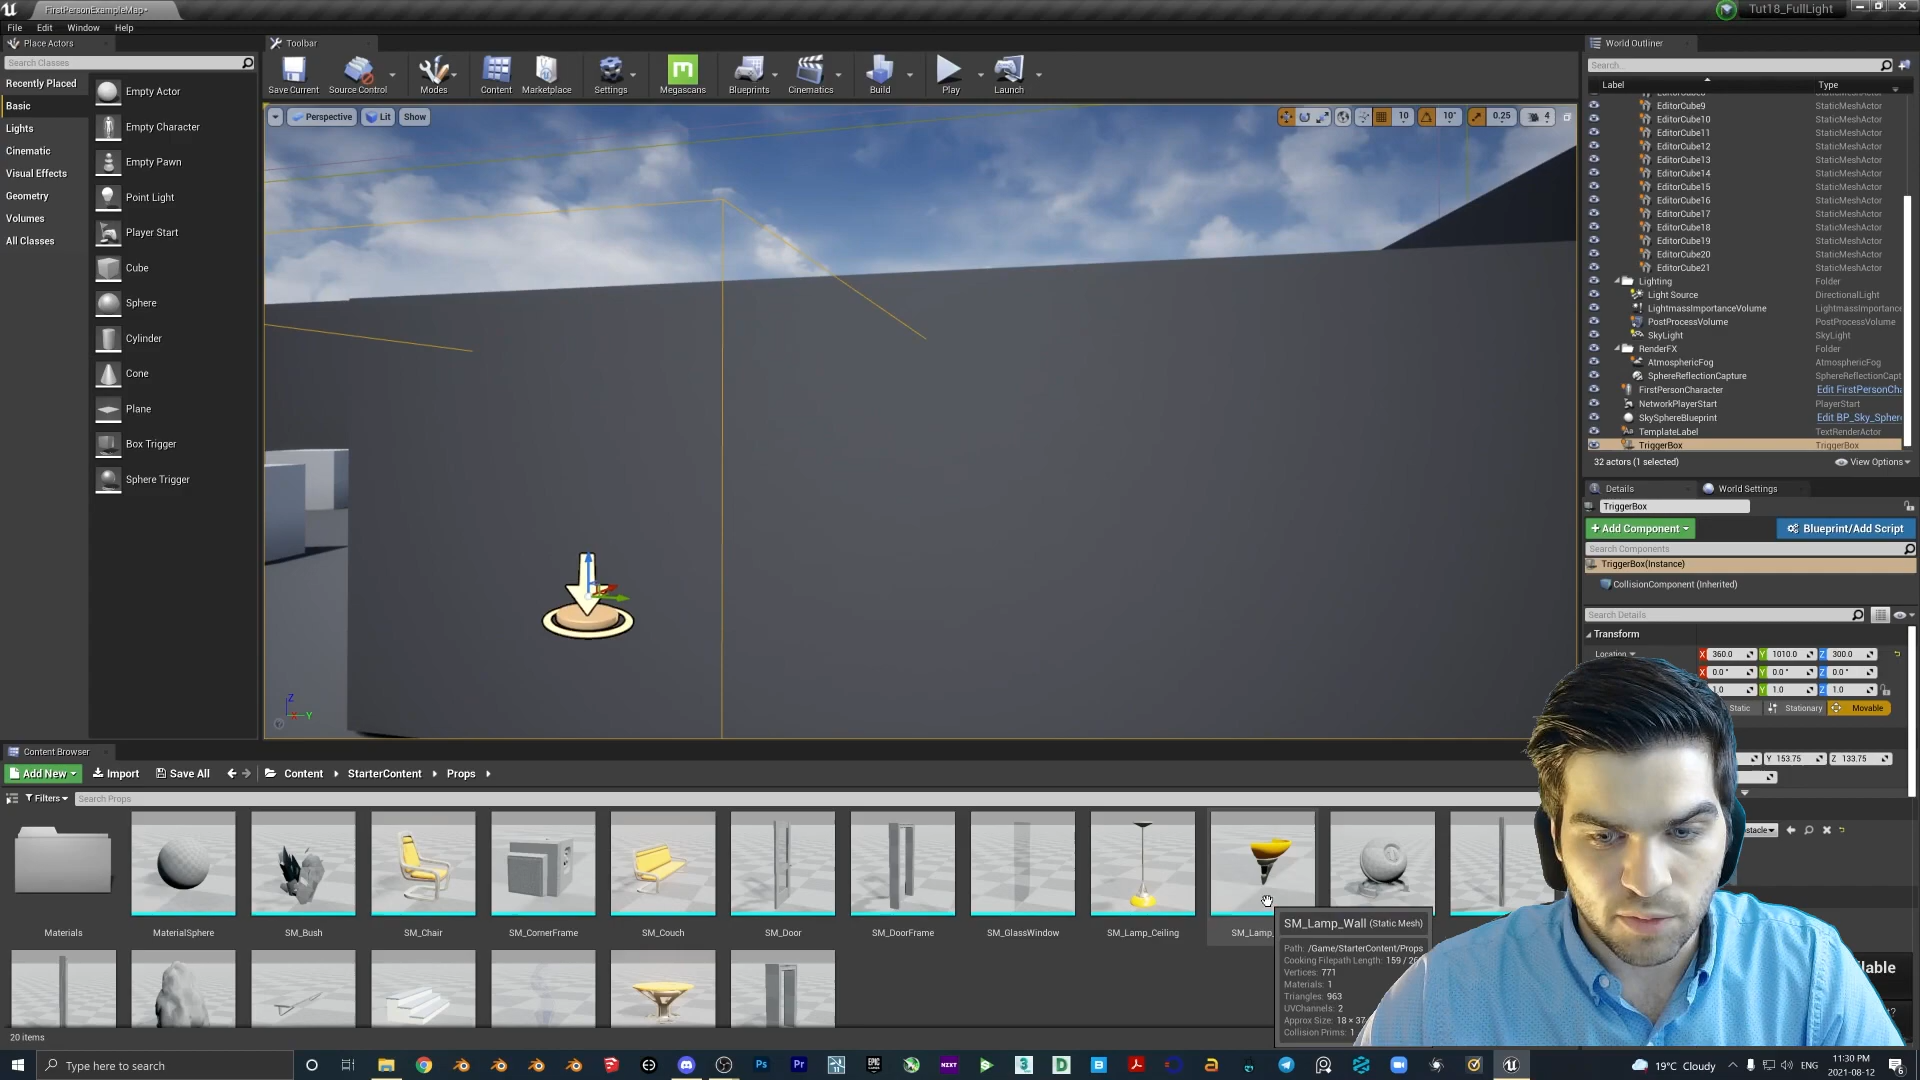 FirstPersonExampleMap•
Tut18_FullLight
File Edit Window Help
Place Actors
Toolbar
World Outliner
Search Classes
Recently Placed
Basic
Lights
Cinematic
Visual Effects
Geometry
Volumes
All Classes
Empty Actor
Empty Character
Empty Pawn
Point Light
Player Start
Cube
Sphere
Cylinder
Cone
Plane
Box Trigger
Sphere Trigger
Save Current Source Control Modes Content Marketplace Settings Megascans Blueprints Cinematics Build Play Launch
Perspective Lit Show
10 10° 0.25 4
Search...
Label Type
EditorCube9 StaticMeshActor
EditorCube10 StaticMeshActor
EditorCube11 StaticMeshActor
EditorCube12 StaticMeshActor
EditorCube13 StaticMeshActor
EditorCube14 StaticMeshActor
EditorCube15 StaticMeshActor
EditorCube16 StaticMeshActor
EditorCube17 StaticMeshActor
EditorCube18 StaticMeshActor
EditorCube19 StaticMeshActor
EditorCube20 StaticMeshActor
EditorCube21 StaticMeshActor
Lighting Folder
Light Source DirectionalLight
LightmassImportanceVolume LightmassImportance
PostProcessVolume PostProcessVolume
SkyLight SkyLight
RenderFX Folder
AtmosphericFog AtmosphericFog
SphereReflectionCapture SphereReflectionCapt
FirstPersonCharacter Edit FirstPersonCha
NetworkPlayerStart PlayerStart
SkySphereBlueprint Edit BP_Sky_Sphere
TemplateLabel TextRenderActor
TriggerBox TriggerBox
32 actors (1 selected) View Options
Details World Settings
TriggerBox
+ Add Component Blueprint/Add Script
Search Components
TriggerBox(Instance)
CollisionComponent (Inherited)
Search Details
Transform
Location X 360.0 Y 1010.0 Z 300.0
X 0.0° Y 0.0° Z 0.0°
1.0 Y 1.0 Z 1.0
Static Stationary Movable
Y 153.75 Z 133.75
Z X Y
Content Browser
Add New Import Save All Content StarterContent Props
Filters Search Props
Materials MaterialSphere SM_Bush SM_Chair SM_CornerFrame SM_Couch SM_Door SM_DoorFrame SM_GlassWindow SM_Lamp_Ceiling SM_Lamp_
SM_Lamp_Wall (Static Mesh)
Path: /Game/StarterContent/Props
Cooking Filepath Length: 159 / 26
Vertices: 771
Materials: 1
Triangles: 963
UVChannels: 2
Approx Size: 18 × 37
Collision Prims: 1
lable
20 items
Type here to search
19°C Cloudy
ENG
11:30 PM
2021-08-12